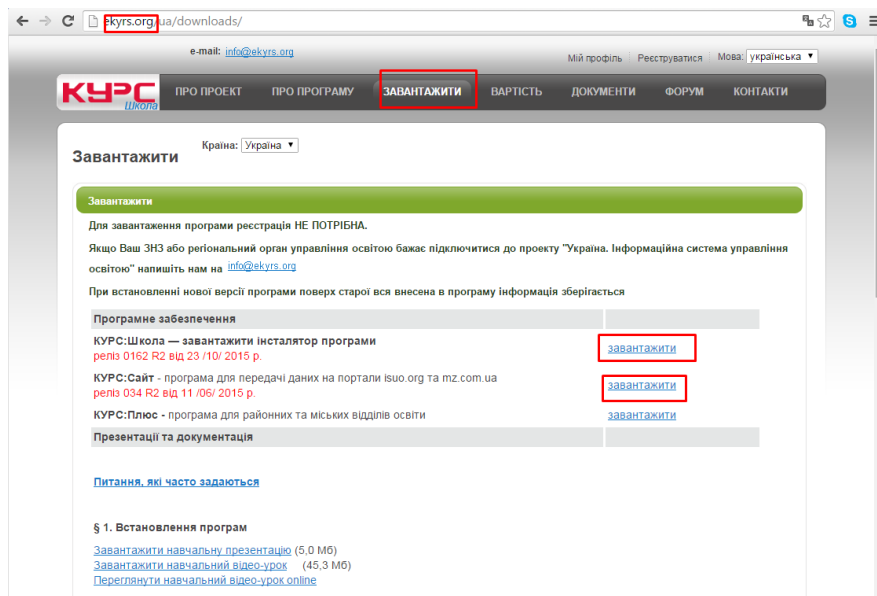 ekyrs.org/ua/downloads/
e-mail: info@ekyrs.org
Мій профіль Реєструватися Мова: українська
КУРС
Школа
ПРО ПРОЕКТ ПРО ПРОГРАМУ ЗАВАНТАЖИТИ ВАРТІСТЬ ДОКУМЕНТИ ФОРУМ КОНТАКТИ
Завантажити Країна: Україна
Завантажити
Для завантаження програми реєстрація НЕ ПОТРІБНА.
Якщо Ваш ЗНЗ або регіональний орган управління освітою бажає підключитися до проекту "Україна. Інформаційна система управління
освітою" напишіть нам на info@ekyrs.org
При встановленні нової версії програми поверх старої вся внесена в програму інформація зберігається
Програмне забезпечення
КУРС:Школа — завантажити інсталятор програми
реліз 0162 R2 від 23 /10/ 2015 р.
завантажити
КУРС:Сайт - програма для передачі даних на портали isuo.org та mz.com.ua
реліз 034 R2 від 11 /06/ 2015 р.
завантажити
КУРС:Плюс - програма для районних та міських відділів освіти завантажити
Презентації та документація
Питання, які часто задаються
§ 1. Встановлення програм
Завантажити навчальну презентацію (5,0 Мб)
Завантажити навчальний відео-урок (45,3 Мб)
Переглянути навчальний відео-урок online